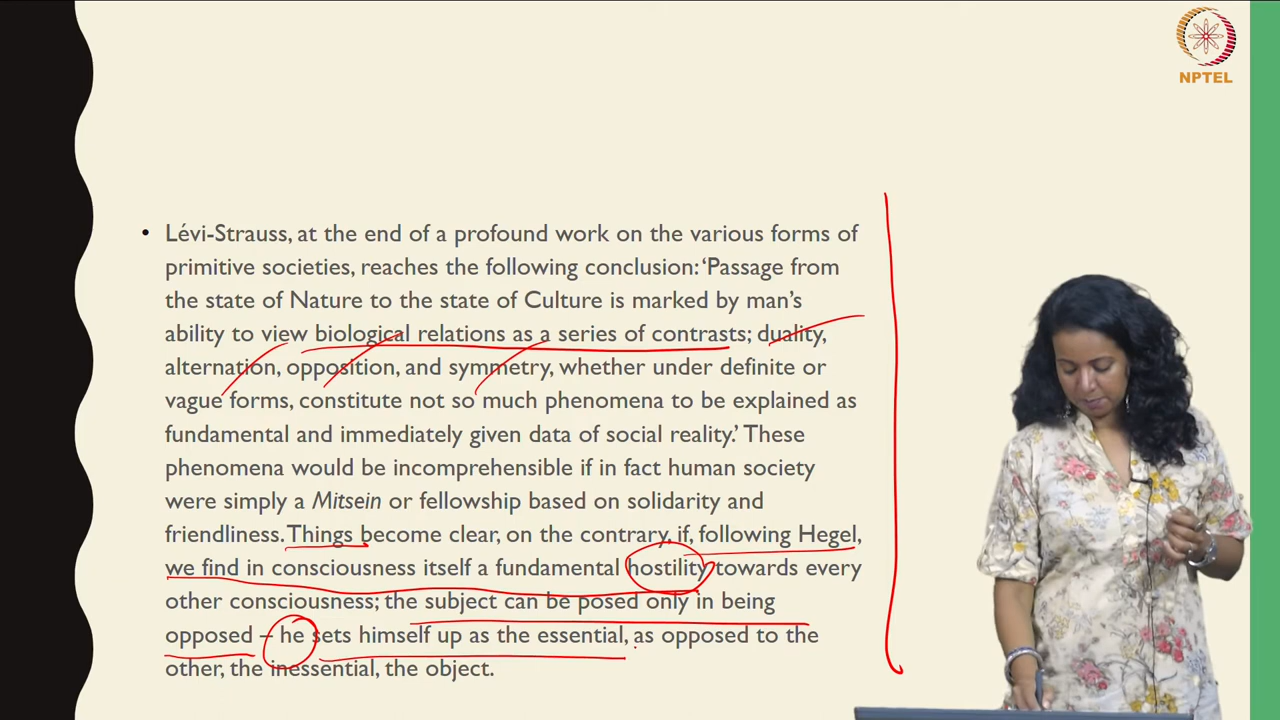 NPTEL
• Lévi-Strauss, at the end of a profound work on the various forms of
primitive societies, reaches the following conclusion: ‘Passage from
the state of Nature to the state of Culture is marked by man’s
ability to view biological relations as a series of contrasts; duality,
alternation, opposition, and symmetry, whether under definite or
vague forms, constitute not so much phenomena to be explained as
fundamental and immediately given data of social reality.’ These
phenomena would be incomprehensible if in fact human society
were simply a Mitsein or fellowship based on solidarity and
friendliness. Things become clear, on the contrary, if, following Hegel,
we find in consciousness itself a fundamental hostility towards every
other consciousness; the subject can be posed only in being
opposed – he sets himself up as the essential, as opposed to the
other, the inessential, the object.